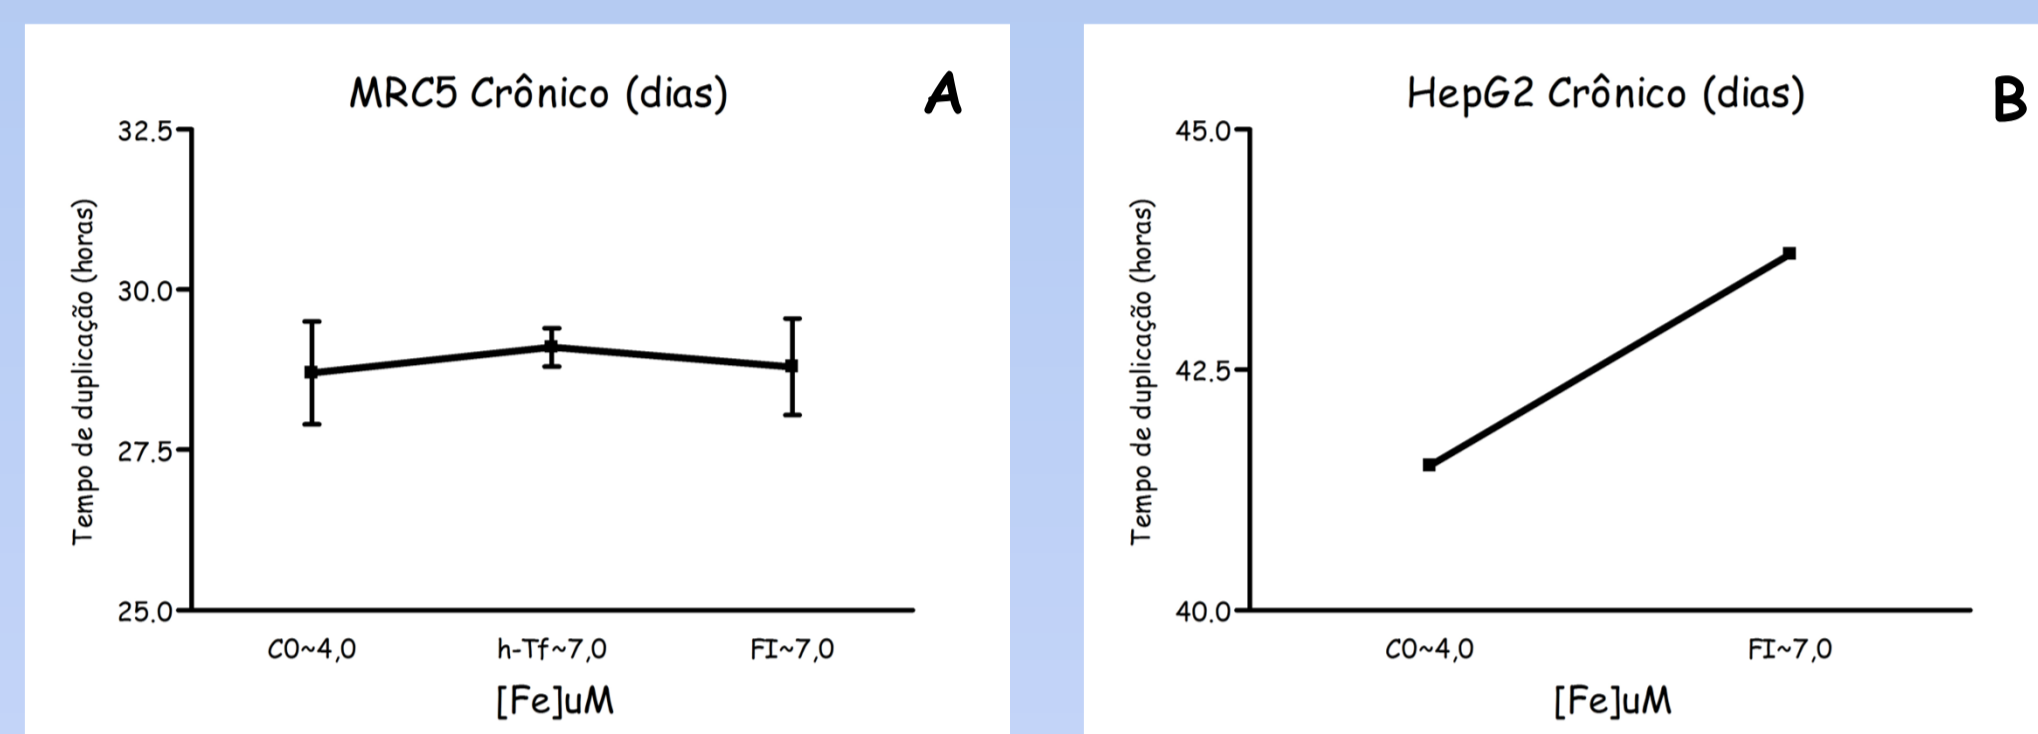 MRC5 Crônico (dias)
A
32.5
30.0
27.5
25.0
Tempo de duplicação (horas)
CO~4,0
h-Tf~7,0
FI~7,0
[Fe]uM
HepG2 Crônico (dias)
B
45.0
42.5
40.0
Tempo de duplicação (horas)
CO~4,0
FI~7,0
[Fe]uM